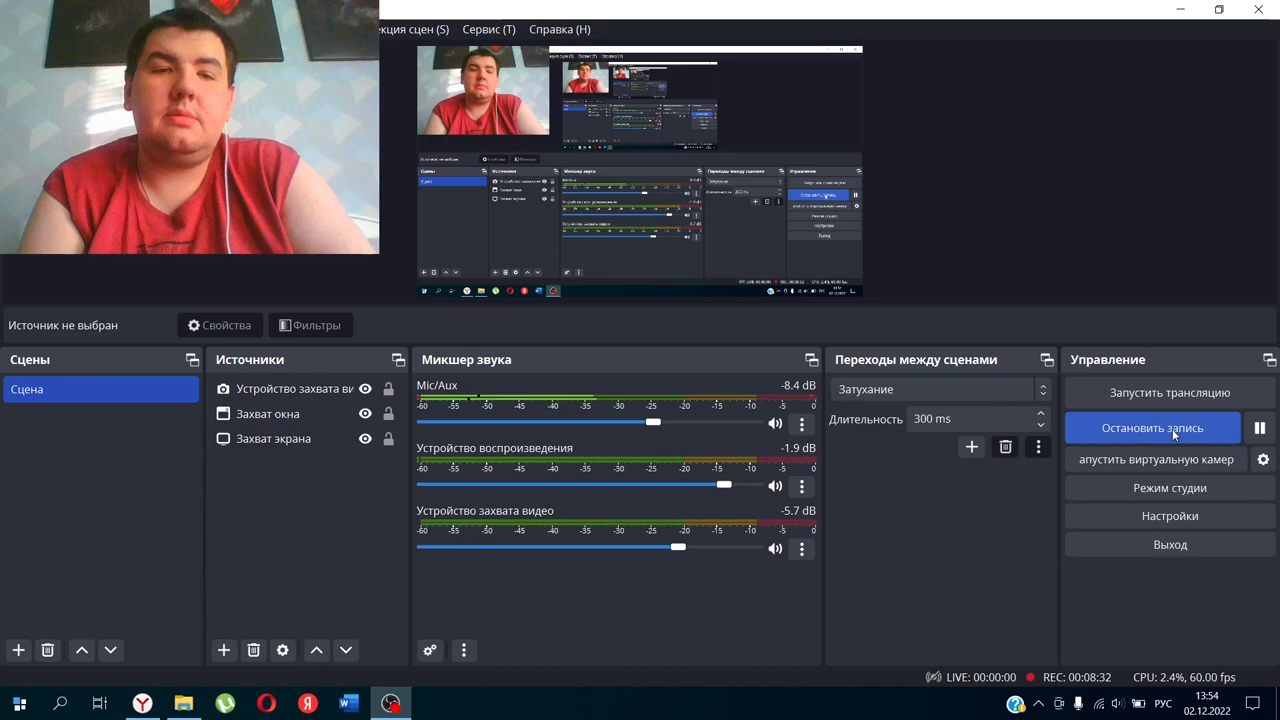 кция сцен (S) Сервис (T) Справка (H)
Источник не выбран Свойства Фильтры
Сцены
Сцена
Источники
Устройство захвата ви
Захват окна
Захват экрана
Микшер звука
Mic/Aux -8.4 dB
-60 -55 -50 -45 -40 -35 -30 -25 -20 -15 -10 -5 0
Устройство воспроизведения -1.9 dB
-60 -55 -50 -45 -40 -35 -30 -25 -20 -15 -10 -5 0
Устройство захвата видео -5.7 dB
-60 -55 -50 -45 -40 -35 -30 -25 -20 -15 -10 -5 0
Переходы между сценами
Затухание
Длительность 300 ms
Управление
Запустить трансляцию
Остановить запись
апустить виртуальную камер
Режим студии
Настройки
Выход
LIVE: 00:00:00 REC: 00:08:32 CPU: 2.4%, 60.00 fps
РУС
13:54
02.12.2022